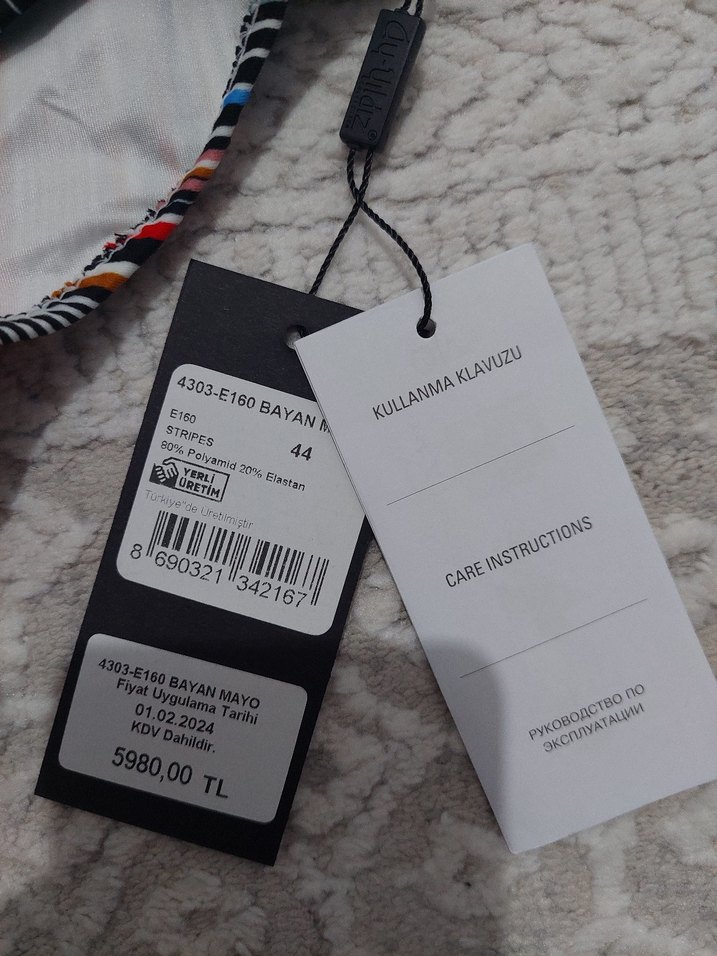 Ay-Yıldız®
4303-E160 BAYAN M
E160
STRIPES
44
80% Polyamid 20% Elastan
YERLİ
ÜRETİM
Türkiye"de Üretilmiştir
8 690321 342167
4303-E160 BAYAN MAYO
Fiyat Uygulama Tarihi
01.02.2024
KDV Dahildir.
5980,00 TL
KULLANMA KLAVUZU
CARE INSTRUCTIONS
РУКОВОДСТВО ПО
ЭКСПЛУАТАЦИИ